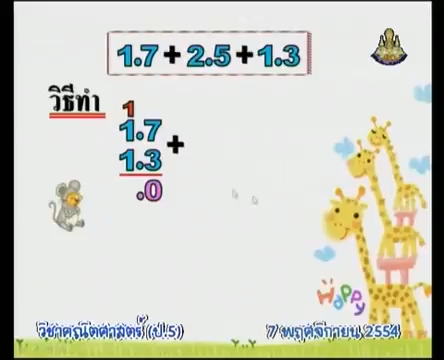 1.7 + 2.5 + 1.3
วิธีทำ
1
1.7
+
1.3
.0
Happy
วิชาคณิตศาสตร์ (ป.5)
7 พฤศจิกายน 2554